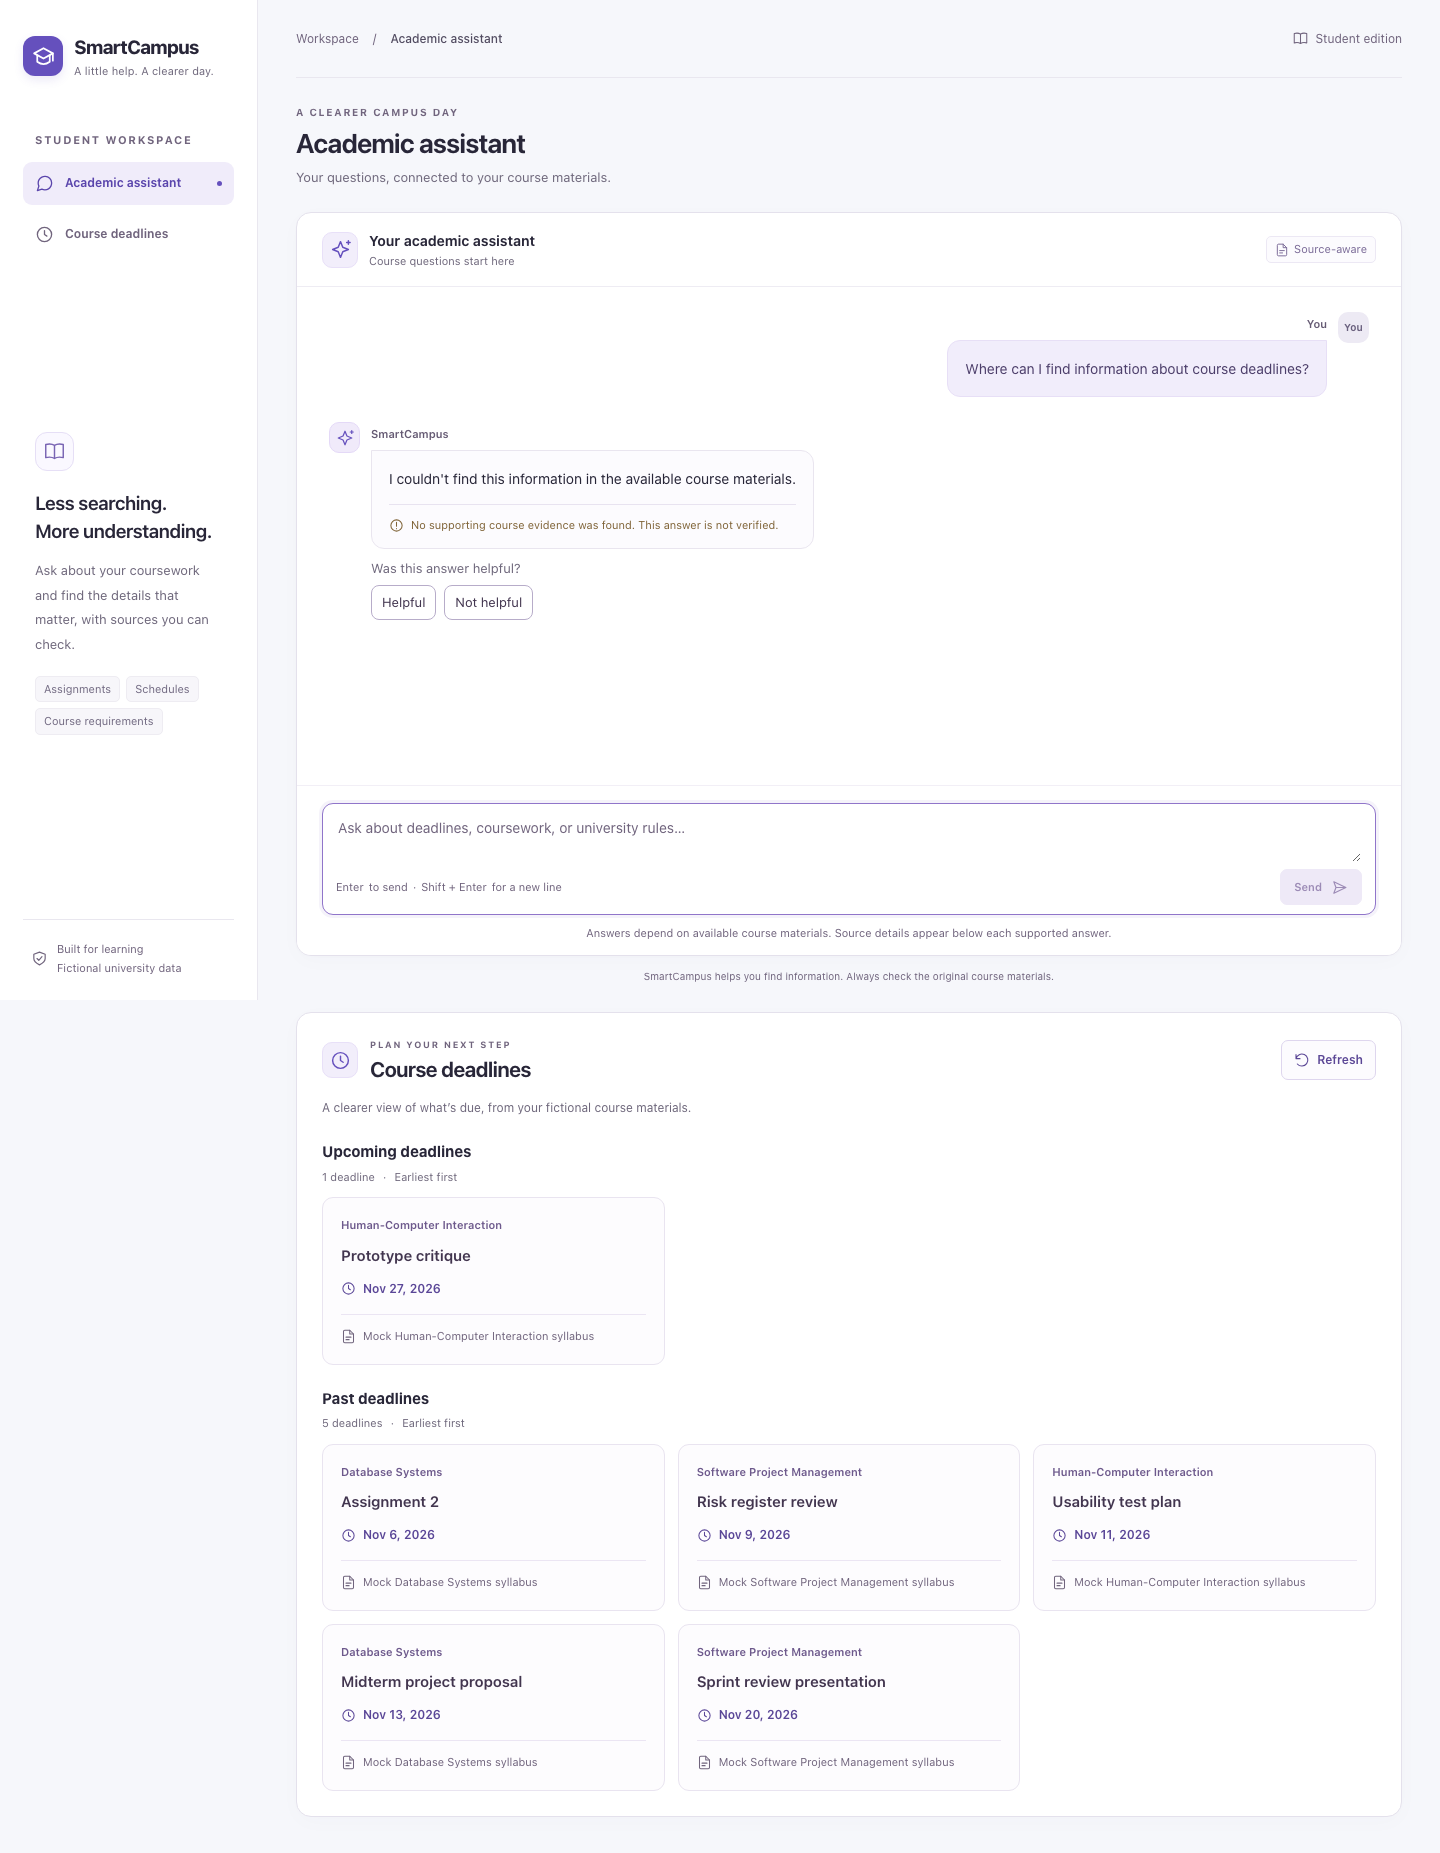 SmartCampus
A little help. A clearer day.
STUDENT WORKSPACE
Academic assistant
Course deadlines
Less searching.
More understanding.
Ask about your coursework
and find the details that
matter, with sources you can
check.
Assignments
Schedules
Course requirements
Built for learning
Fictional university data
Workspace / Academic assistant
Student edition
A CLEARER CAMPUS DAY
Academic assistant
Your questions, connected to your course materials.
Your academic assistant
Course questions start here
Source-aware
You
You
Where can I find information about course deadlines?
SmartCampus
I couldn't find this information in the available course materials.
No supporting course evidence was found. This answer is not verified.
Was this answer helpful?
Helpful
Not helpful
Ask about deadlines, coursework, or university rules...
Enter to send · Shift + Enter for a new line
Send
Answers depend on available course materials. Source details appear below each supported answer.
SmartCampus helps you find information. Always check the original course materials.
PLAN YOUR NEXT STEP
Course deadlines
Refresh
A clearer view of what's due, from your fictional course materials.
Upcoming deadlines
1 deadline · Earliest first
Human-Computer Interaction
Prototype critique
Nov 27, 2026
Mock Human-Computer Interaction syllabus
Past deadlines
5 deadlines · Earliest first
Database Systems
Assignment 2
Nov 6, 2026
Mock Database Systems syllabus
Software Project Management
Risk register review
Nov 9, 2026
Mock Software Project Management syllabus
Human-Computer Interaction
Usability test plan
Nov 11, 2026
Mock Human-Computer Interaction syllabus
Database Systems
Midterm project proposal
Nov 13, 2026
Mock Database Systems syllabus
Software Project Management
Sprint review presentation
Nov 20, 2026
Mock Software Project Management syllabus